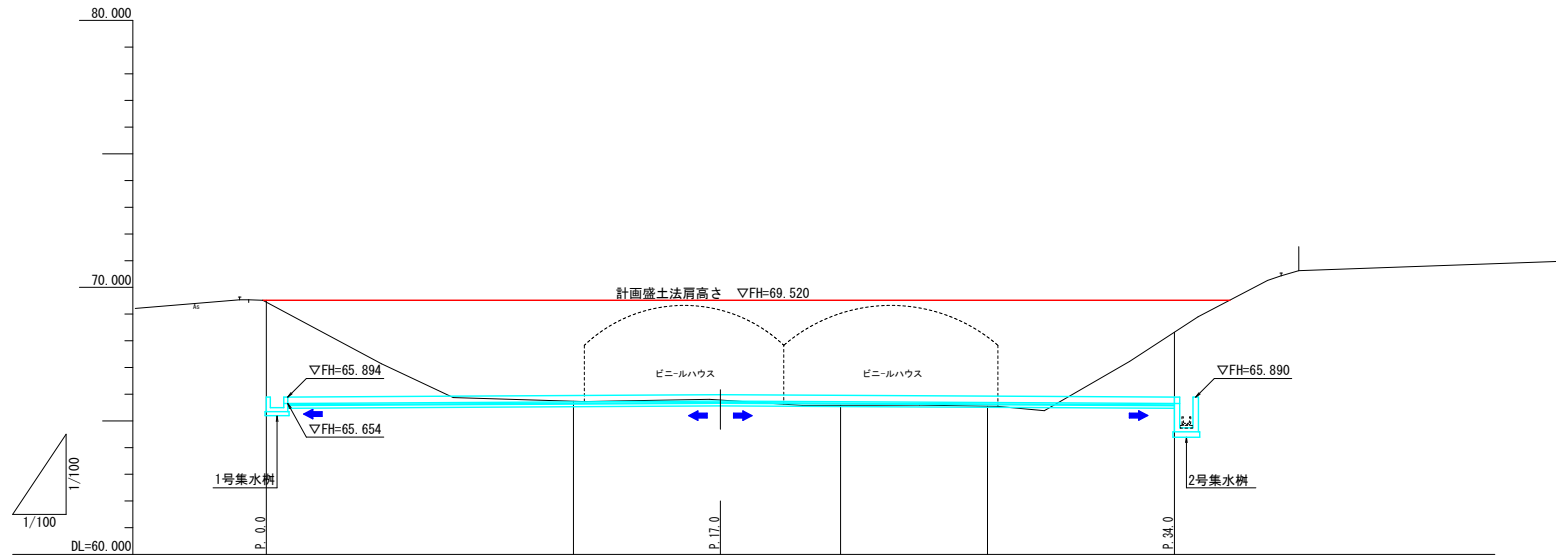 80.000
70.000
As
計画盛土法肩高さ ▽FH=69.520
ビニールハウス
ビニールハウス
▽FH=65.894
▽FH=65.890
▽FH=65.654
1号集水桝
2号集水桝
1/100
1/100
P. 0.0
P.17.0
P.34.0
DL=60.000